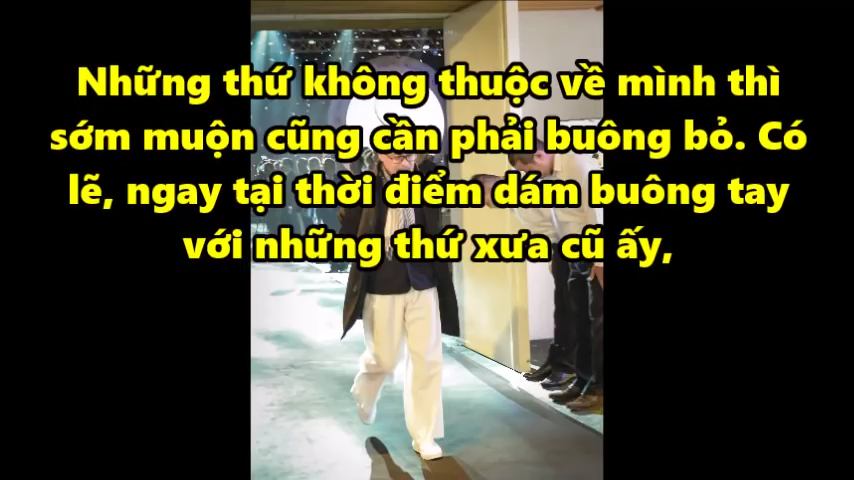 Những thứ không thuộc về mình thì
sớm muộn cũng cần phải buông bỏ. Có
lẽ, ngay tại thời điểm dám buông tay
với những thứ xưa cũ ấy,